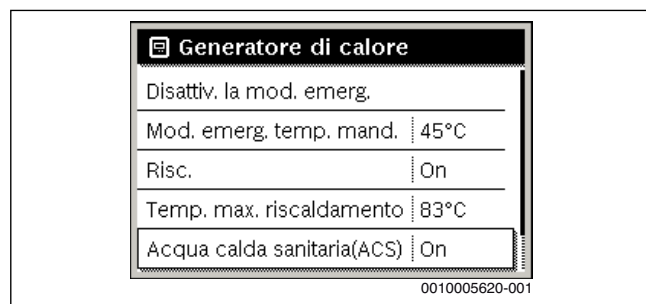 Generatore di calore
Disattiv. la mod. emerg.
Mod. emerg. temp. mand. 45°C
Risc. On
Temp. max. riscaldamento 83°C
Acqua calda sanitaria(ACS) On
0010005620-001